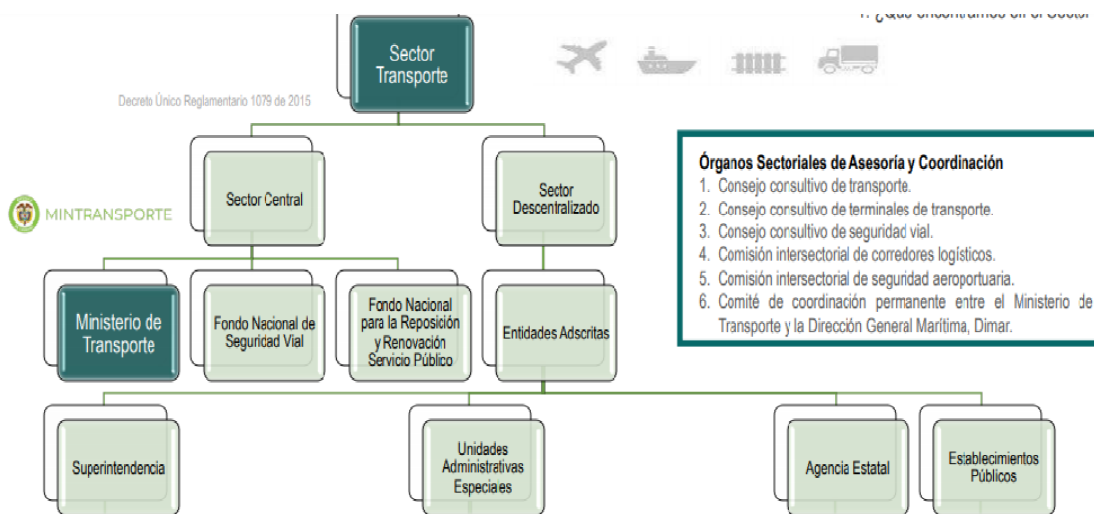 Sector
Transporte
Decreto Único Reglamentario 1079 de 2015
MINTRANSPORTE
Sector Central
Sector
Descentralizado
Ministerio de
Transporte
Fondo Nacional de
Seguridad Vial
Fondo Nacional
para la Reposición
y Renovación
Servicio Público
Entidades Adscritas
Superintendencia
Unidades
Administrativas
Especiales
Agencia Estatal
Establecimientos
Públicos
Órganos Sectoriales de Asesoría y Coordinación
1. Consejo consultivo de transporte.
2. Consejo consultivo de terminales de transporte.
3. Consejo consultivo de seguridad vial.
4. Comisión intersectorial de corredores logísticos.
5. Comisión intersectorial de seguridad aeroportuaria.
6. Comité de coordinación permanente entre el Ministerio de
Transporte y la Dirección General Marítima, Dimar.